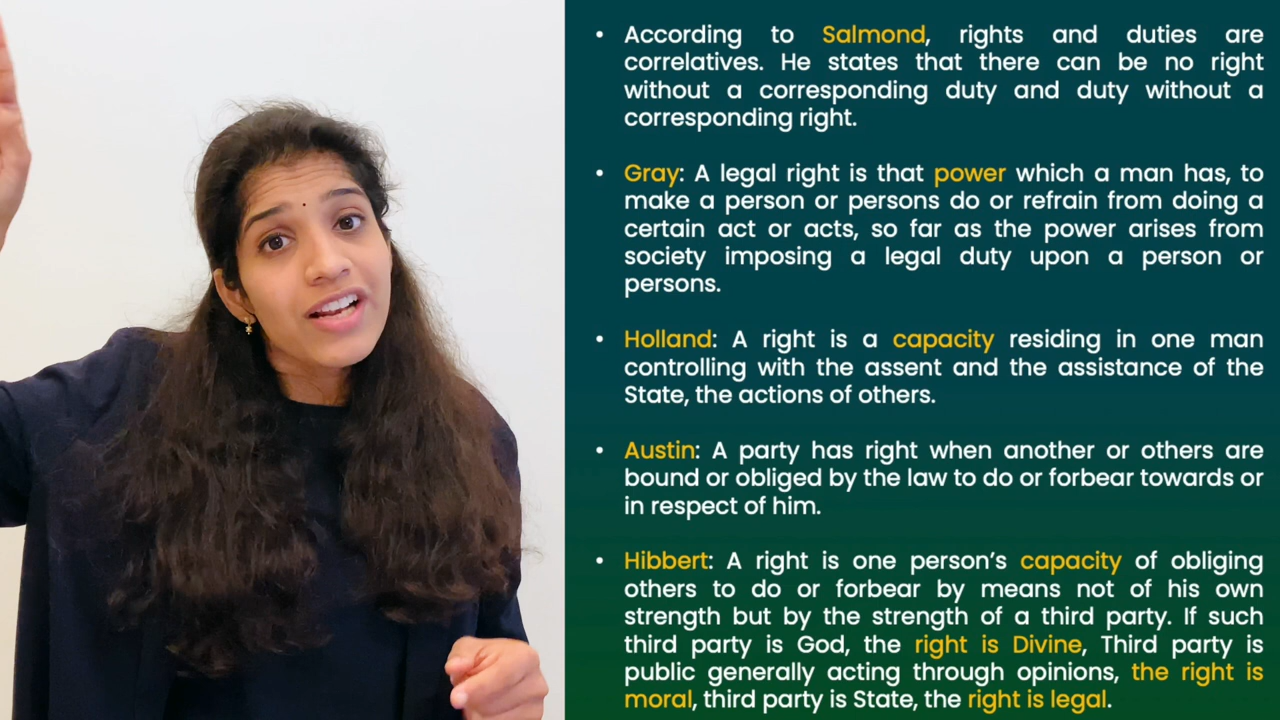 • According to Salmond, rights and duties are
correlatives. He states that there can be no right
without a corresponding duty and duty without a
corresponding right.
• Gray: A legal right is that power which a man has, to
make a person or persons do or refrain from doing a
certain act or acts, so far as the power arises from
society imposing a legal duty upon a person or
persons.
• Holland: A right is a capacity residing in one man
controlling with the assent and the assistance of the
State, the actions of others.
• Austin: A party has right when another or others are
bound or obliged by the law to do or forbear towards or
in respect of him.
• Hibbert: A right is one person’s capacity of obliging
others to do or forbear by means not of his own
strength but by the strength of a third party. If such
third party is God, the right is Divine, Third party is
public generally acting through opinions, the right is
moral, third party is State, the right is legal.